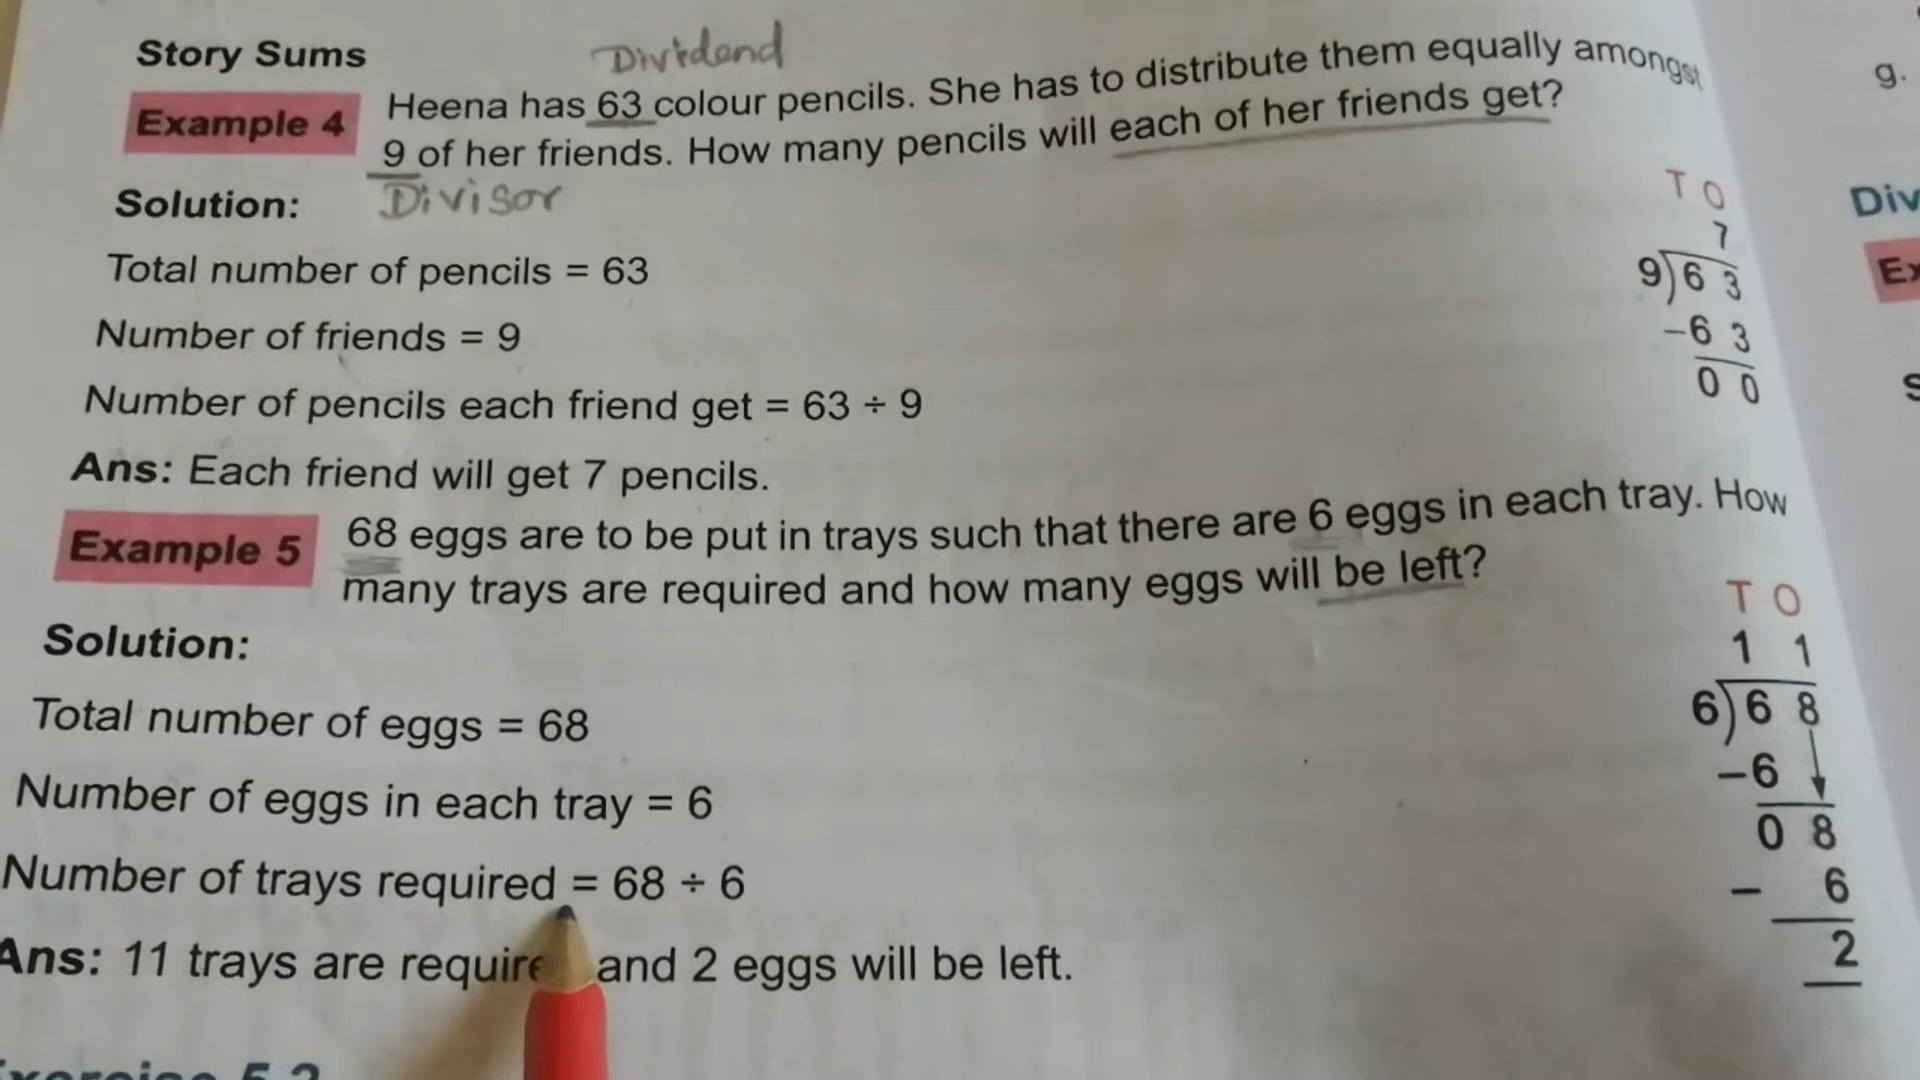 Story Sums
Dividend
Example 4 Heena has 63 colour pencils. She has to distribute them equally amongst
9 of her friends. How many pencils will each of her friends get?
Divisor
Solution:
T O
7
Total number of pencils = 63
9)6 3
Number of friends = 9
-6 3
0 0
Number of pencils each friend get = 63 ÷ 9
Ans: Each friend will get 7 pencils.
Example 5 68 eggs are to be put in trays such that there are 6 eggs in each tray. How
many trays are required and how many eggs will be left?
Solution:
T O
1 1
Total number of eggs = 68
6)6 8
-6
Number of eggs in each tray = 6
0 8
Number of trays required = 68 ÷ 6
- 6
2
Ans: 11 trays are require and 2 eggs will be left.
g.
Div
Ex
S